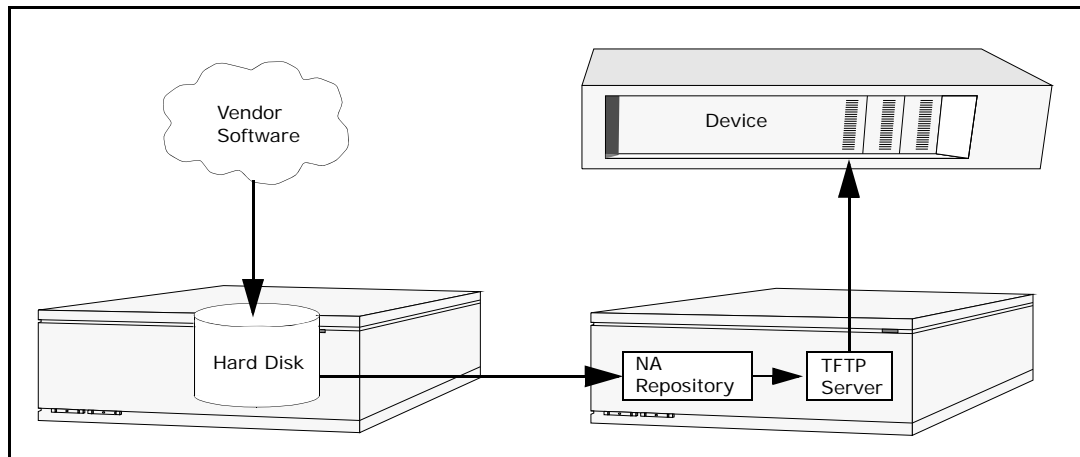 Vendor
Software
Device
Hard Disk
NA
Repository
TFTP
Server